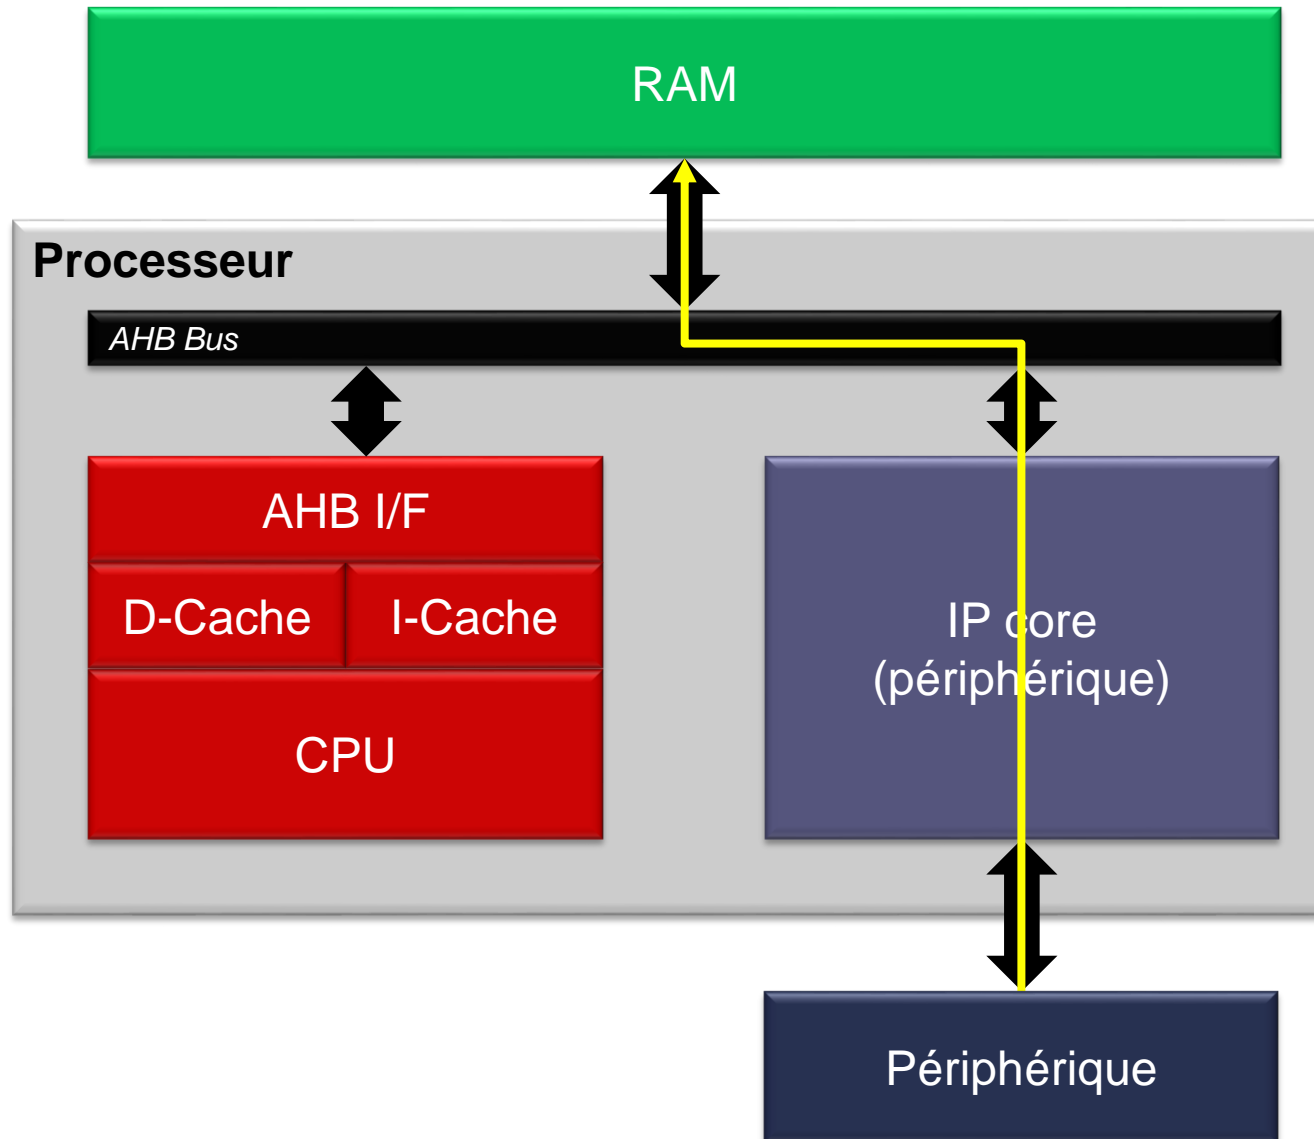 RAM
Processeur
AHB Bus
AHB I/F
D-Cache
I-Cache
CPU
IP core
(périphérique)
Périphérique